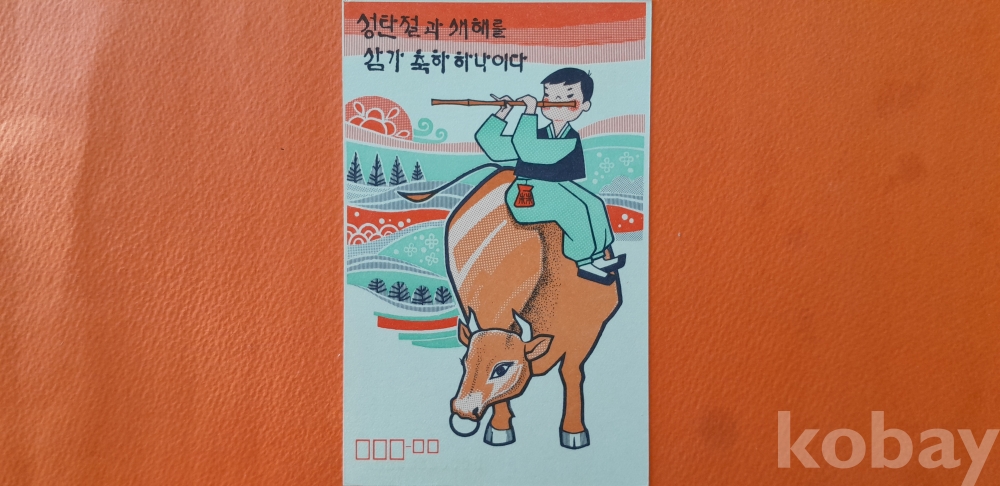 성탄절과 새해를
삼가 축하 하나이다
kobay